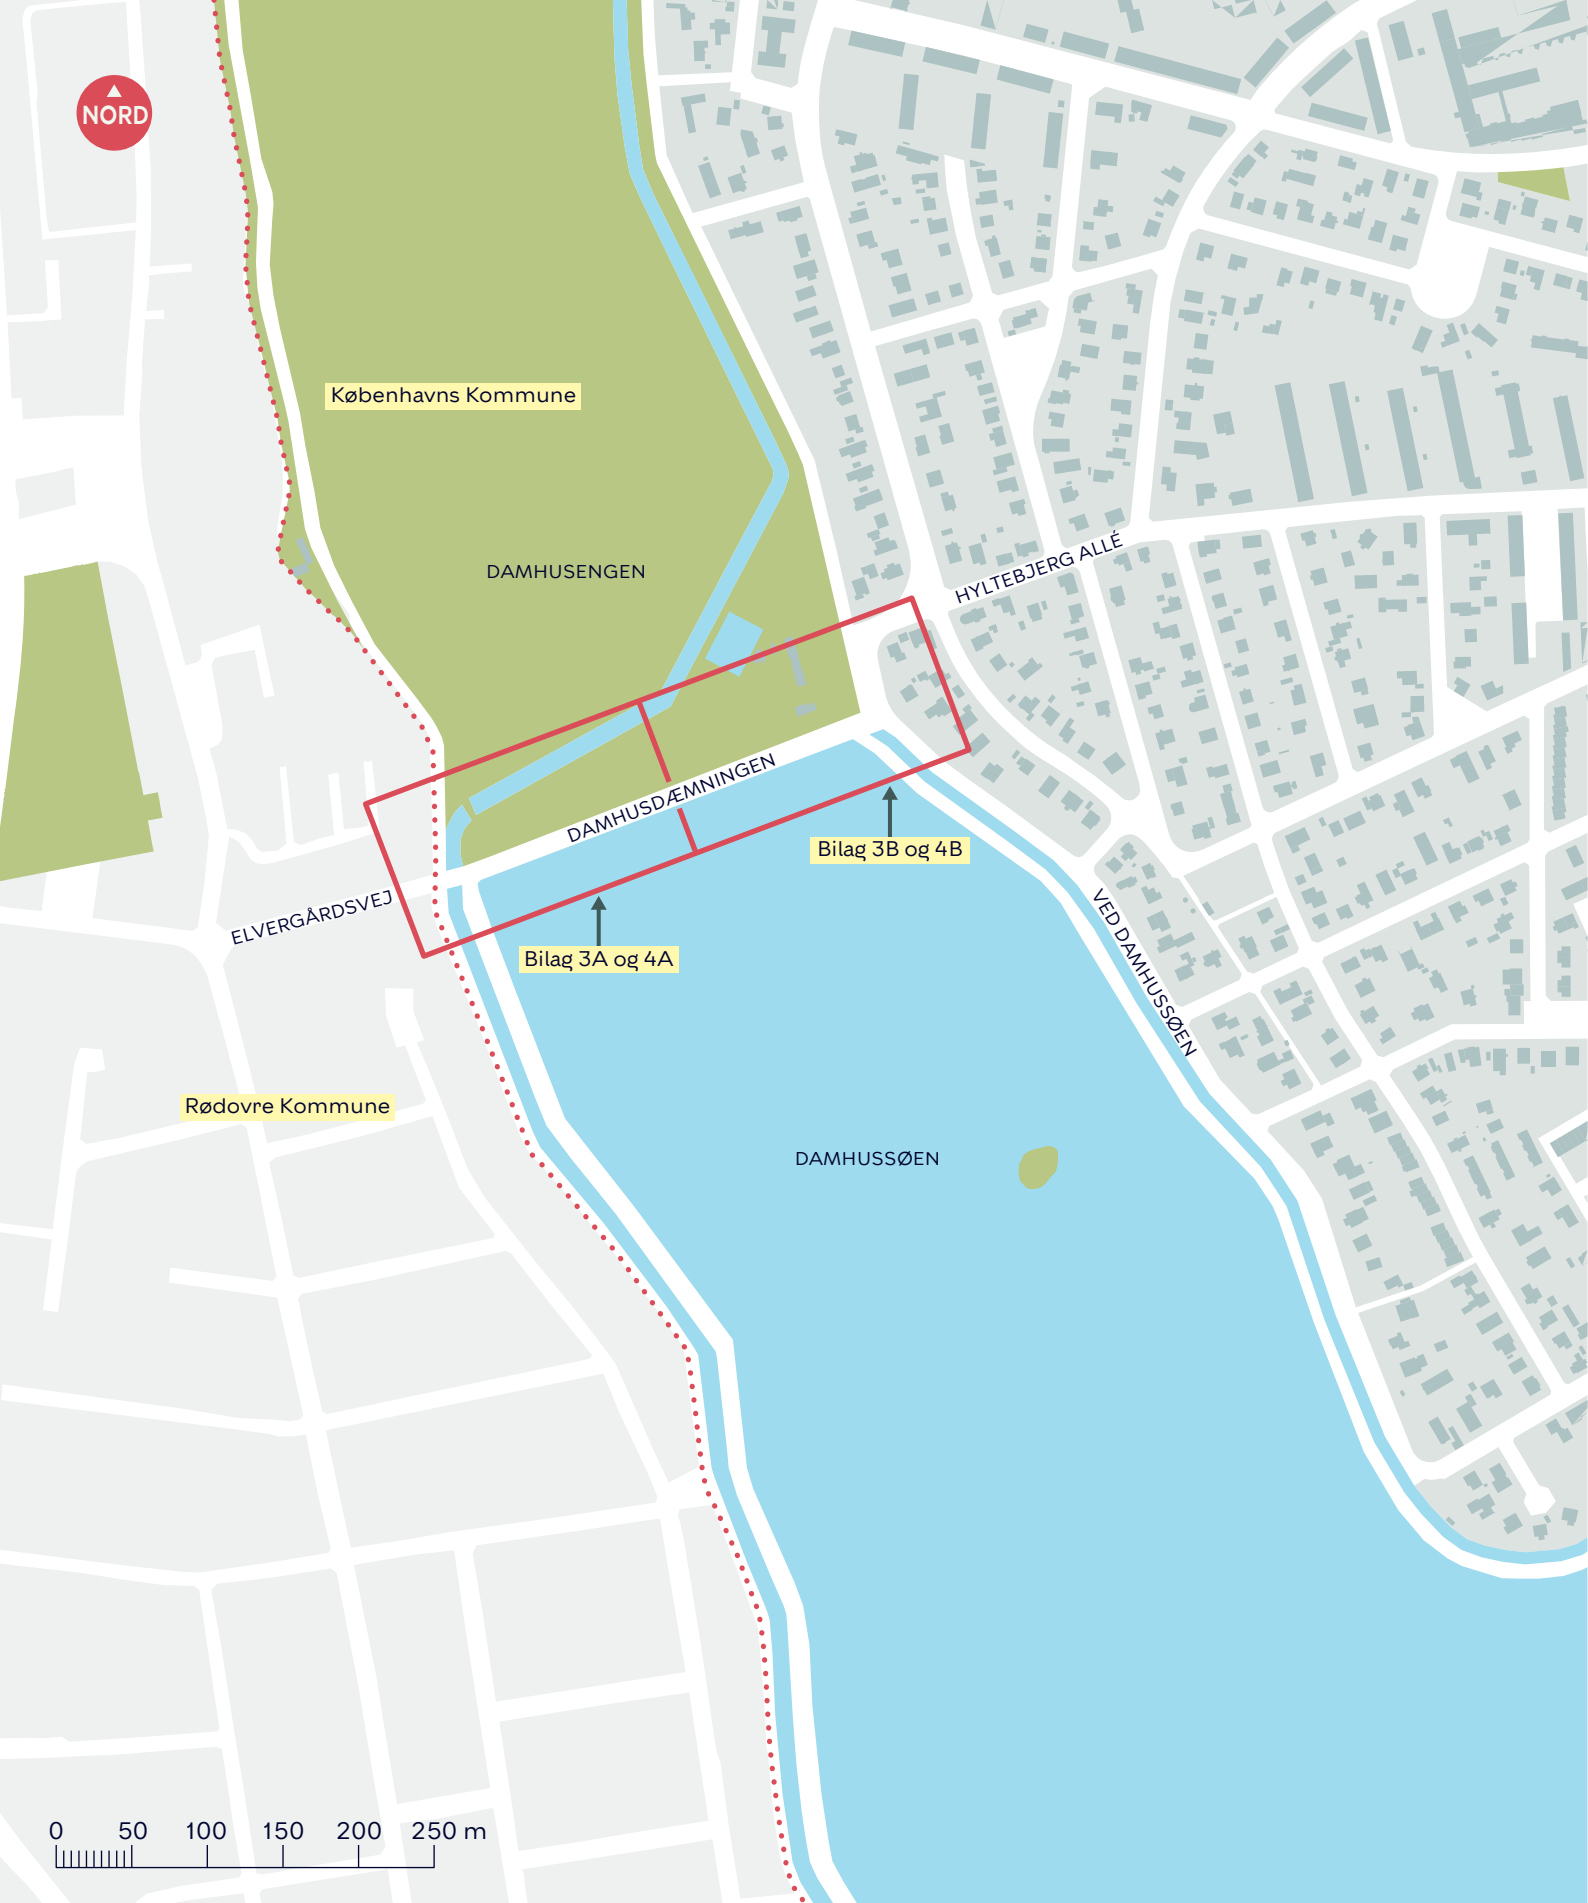 NORD
Københavns Kommune
DAMHUSENGEN
HYLTEBJERG ALLÉ
DAMHUSDÆMNINGEN
Bilag 3B og 4B
ELVERGÅRDSVEJ
Bilag 3A og 4A
VED DAMHUSSØEN
Rødovre Kommune
DAMHUSSØEN
0 50 100 150 200 250 m